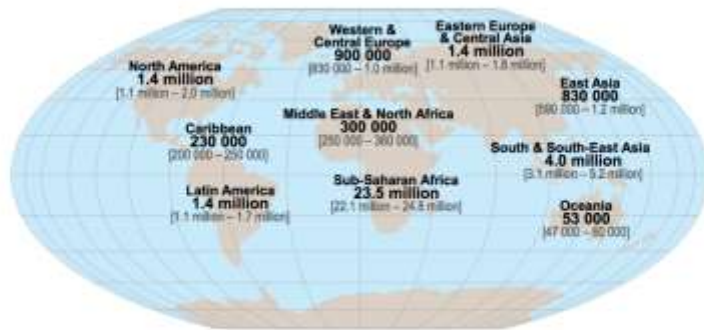 Western &
Central Europe
900 000
[830 000 – 1.0 million]
Eastern Europe
& Central Asia
1.4 million
[1.1 million – 1.8 million]
North America
1.4 million
[1.1 million – 2.0 million]
East Asia
830 000
[590 000 – 1.2 million]
Middle East & North Africa
300 000
[250 000 – 360 000]
Caribbean
230 000
[200 000 – 250 000]
South & South-East Asia
4.0 million
[3.1 million – 5.2 million]
Sub-Saharan Africa
23.5 million
[22.1 million – 24.8 million]
Latin America
1.4 million
[1.1 million – 1.7 million]
Oceania
53 000
[47 000 – 60 000]